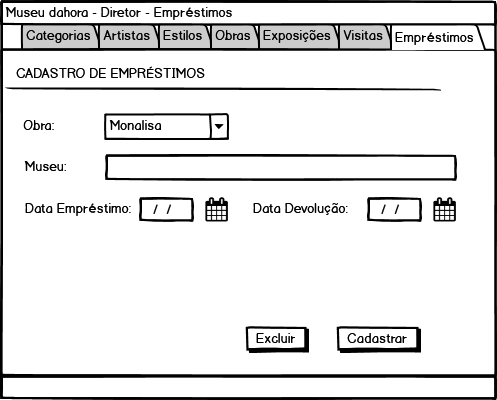 Museu dahora - Diretor - Empréstimos
Categorias Artistas Estilos Obras Exposições Visitas Empréstimos
CADASTRO DE EMPRÉSTIMOS
Obra: Monalisa
Museu:
Data Empréstimo: / / Data Devolução: / /
Excluir Cadastrar